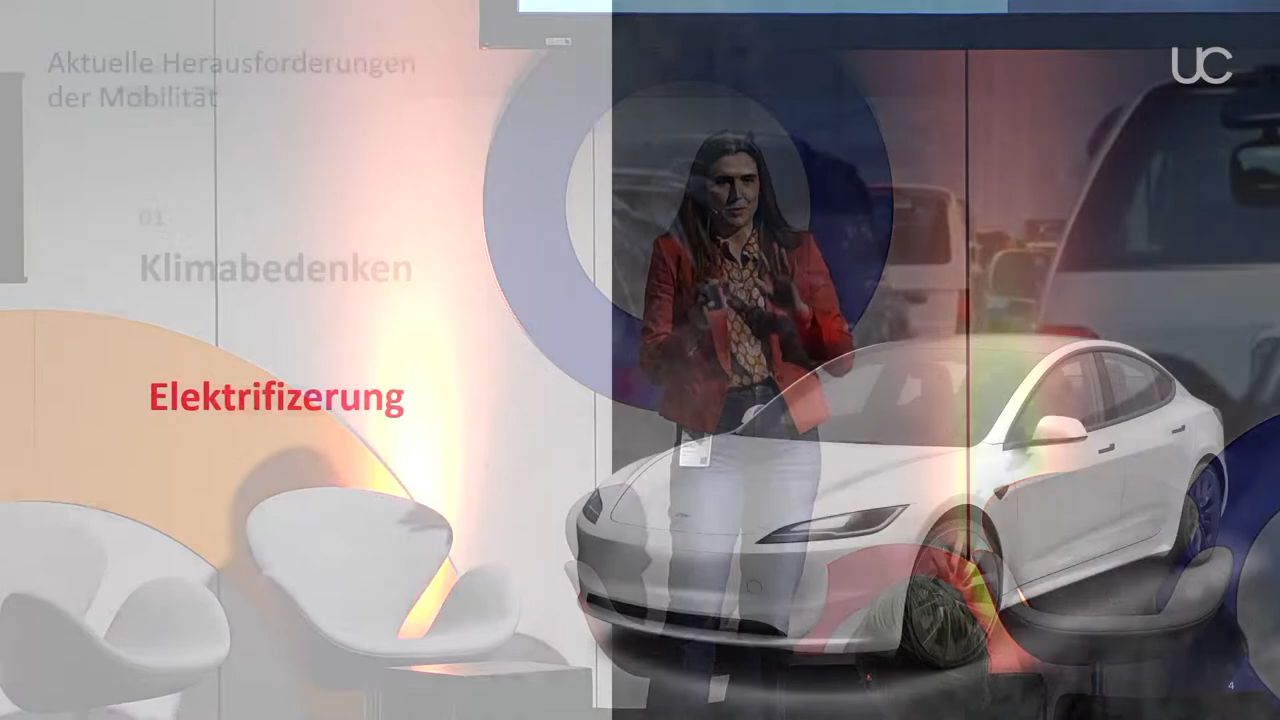 Aktuelle Herausforderungen
der Mobilität
UC
01
Klimabedenken
Elektrifizerung
4